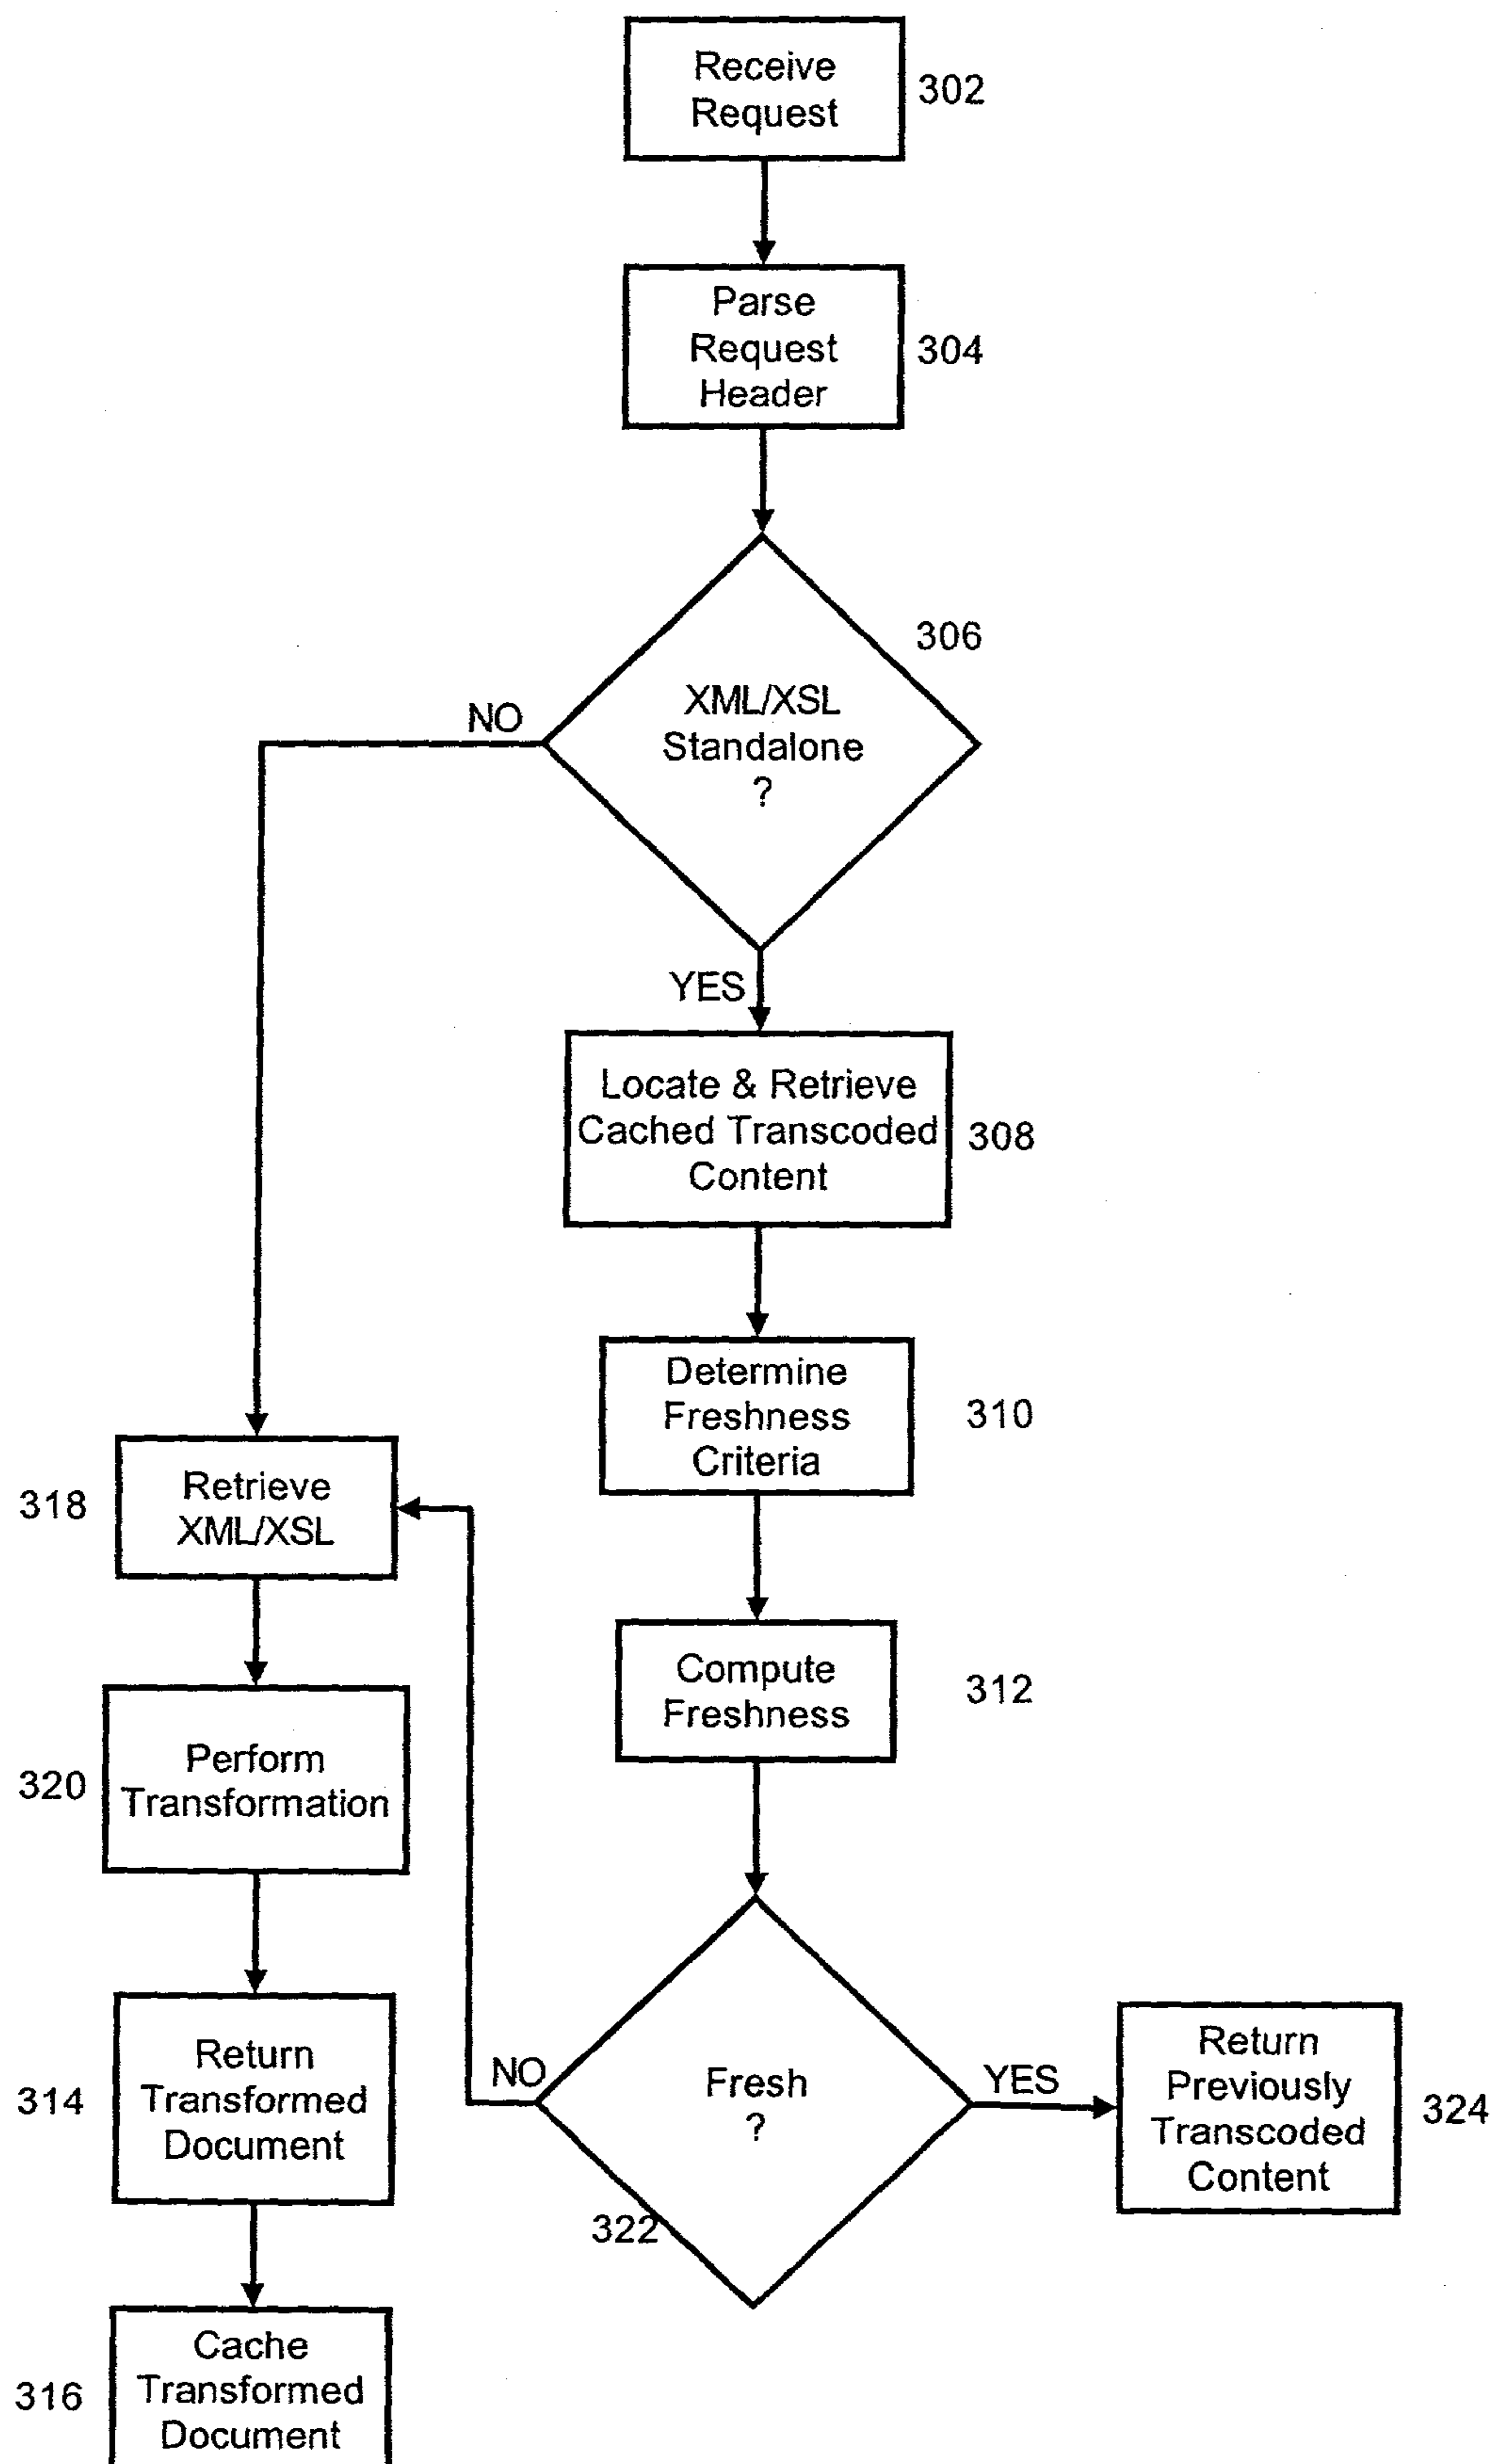 Receive
Request
302
Parse
Request
Header
304
306
XML/XSL
Standalone
?
NO
YES
Locate & Retrieve
Cached Transcoded
Content
308
Determine
Freshness
Criteria
310
318
Retrieve
XML/XSL
Compute
Freshness
312
320
Perform
Transformation
314
Return
Transformed
Document
NO
Fresh
?
322
YES
Return
Previously
Transcoded
Content
324
316
Cache
Transformed
Document